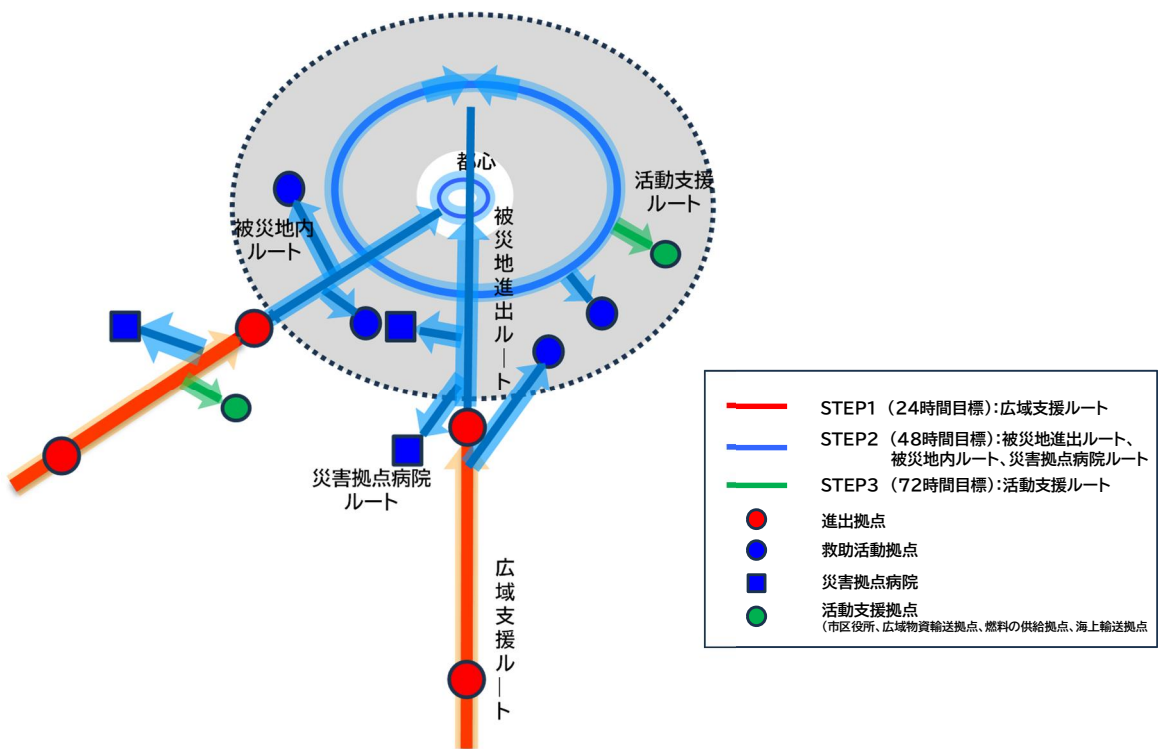 都心
活動支援
ルート
被災地内
ルート
被災地進出ルート
災害拠点病院
ルート
広域支援ルート
STEP1 (24時間目標):広域支援ルート
STEP2 (48時間目標):被災地進出ルート、
被災地内ルート、災害拠点病院ルート
STEP3 (72時間目標):活動支援ルート
進出拠点
救助活動拠点
災害拠点病院
活動支援拠点
(市区役所、広域物資輸送拠点、燃料の供給拠点、海上輸送拠点